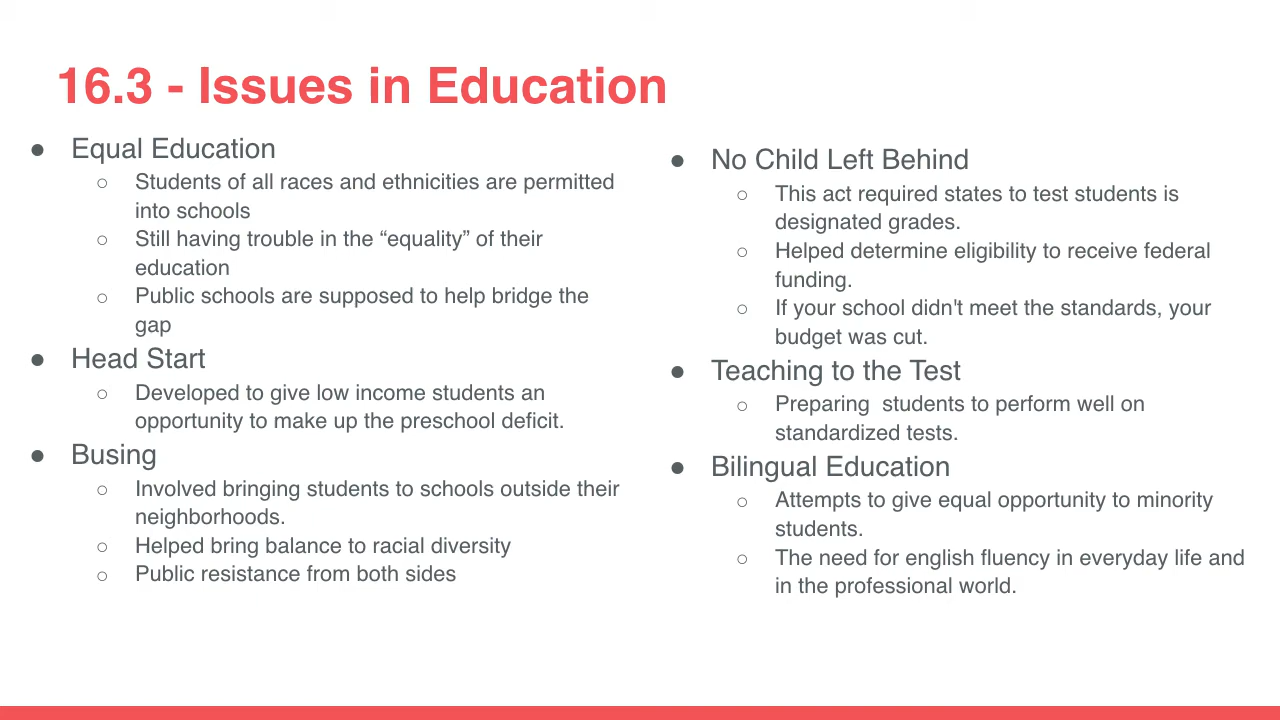 16.3 - Issues in Education
● Equal Education
○ Students of all races and ethnicities are permitted
into schools
○ Still having trouble in the “equality” of their
education
○ Public schools are supposed to help bridge the
gap
● Head Start
○ Developed to give low income students an
opportunity to make up the preschool deficit.
● Busing
○ Involved bringing students to schools outside their
neighborhoods.
○ Helped bring balance to racial diversity
○ Public resistance from both sides
● No Child Left Behind
○ This act required states to test students is
designated grades.
○ Helped determine eligibility to receive federal
funding.
○ If your school didn't meet the standards, your
budget was cut.
● Teaching to the Test
○ Preparing  students to perform well on
standardized tests.
● Bilingual Education
○ Attempts to give equal opportunity to minority
students.
○ The need for english fluency in everyday life and
in the professional world.